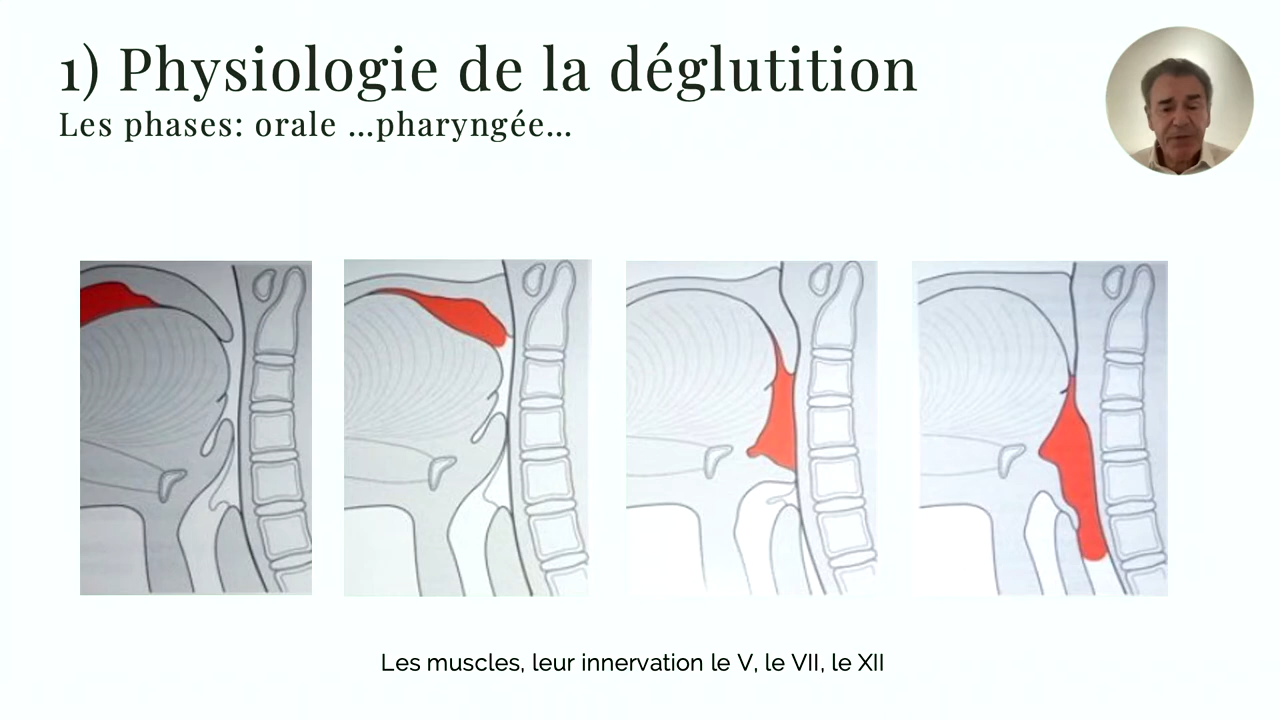 1) Physiologie de la déglutition
Les phases: orale ...pharyngée...
Les muscles, leur innervation le V, le VII, le XII